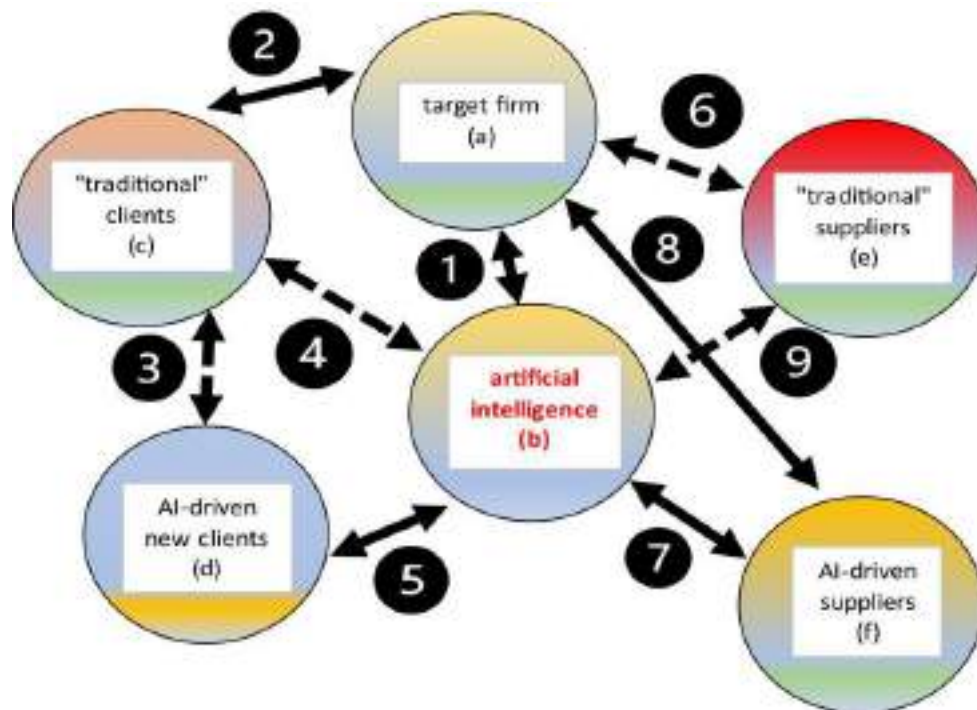 2
target firm
(a)
6
"traditional"
clients
(c)
"traditional"
suppliers
(e)
1
8
3
4
9
artificial
intelligence
(b)
AI-driven
new clients
(d)
5
7
AI-driven
suppliers
(f)